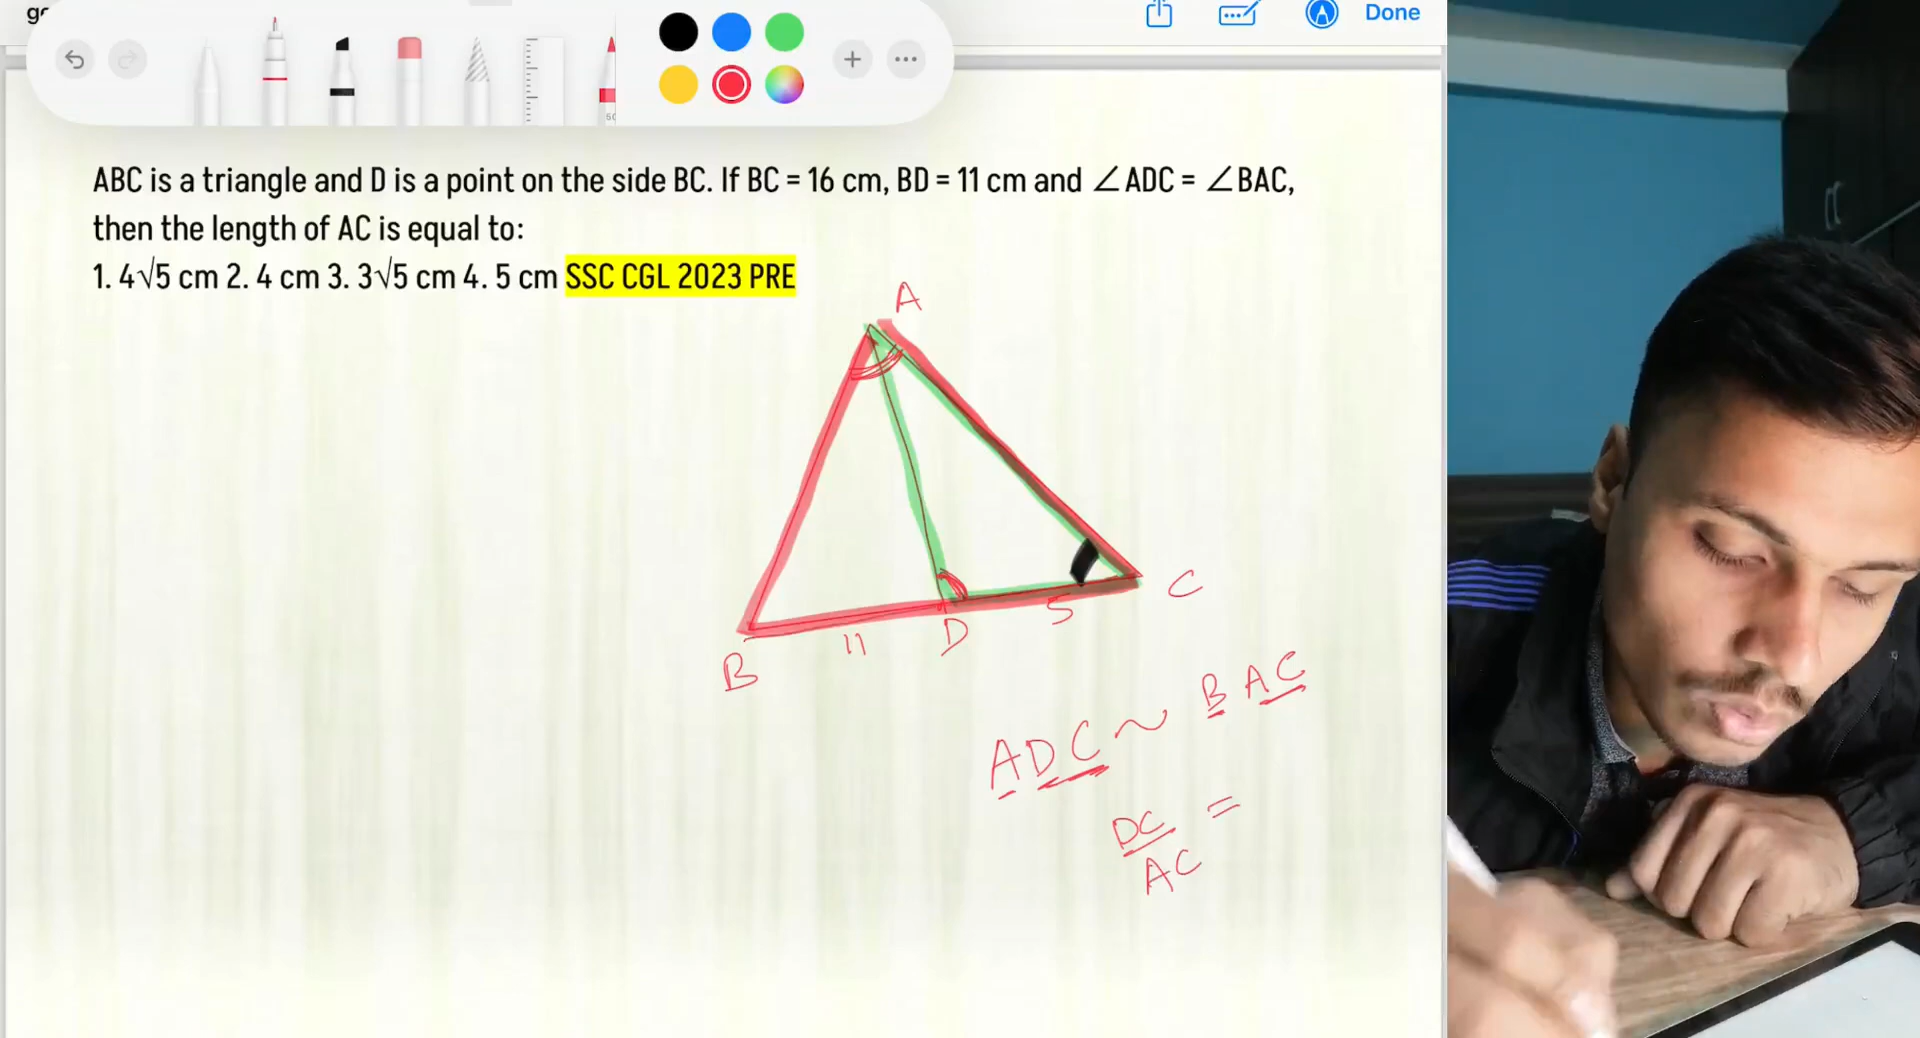 Done
ABC is a triangle and D is a point on the side BC. If BC = 16 cm, BD = 11 cm and ∠ADC = ∠BAC,
then the length of AC is equal to:
1. 4√5 cm 2. 4 cm 3. 3√5 cm 4. 5 cm SSC CGL 2023 PRE
A
B
11
D
5
C
ADC ~ BAC
DC =
AC